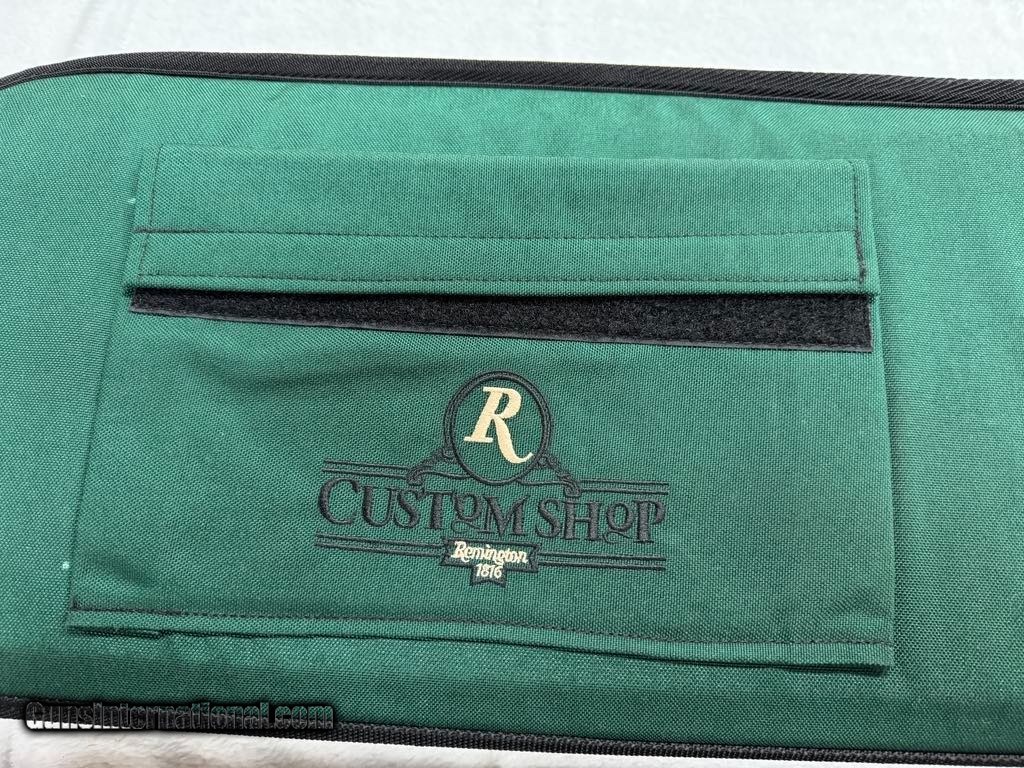 R
CUSTOM SHOP
Remington
1816
GunsInternational.com